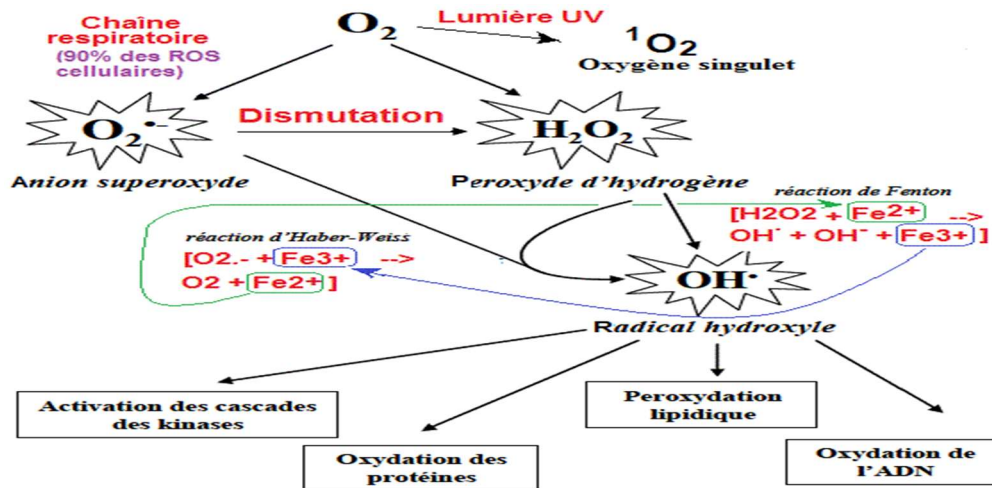 Chaîne
respiratoire
(90% des ROS
cellulaires)
O₂
Lumière UV
¹O₂
Oxygène singulet
O₂•-
Dismutation
H₂O₂
Anion superoxyde
Peroxyde d'hydrogène
réaction de Fenton
[H2O2 + Fe2+ -->
OH· + OH- + Fe3+ ]
réaction d'Haber-Weiss
[O2.- + Fe3+ -->
O2 + Fe2+ ]
OH•
Radical hydroxyle
Activation des cascades
des kinases
Oxydation des
protéines
Peroxydation
lipidique
Oxydation de
l'ADN